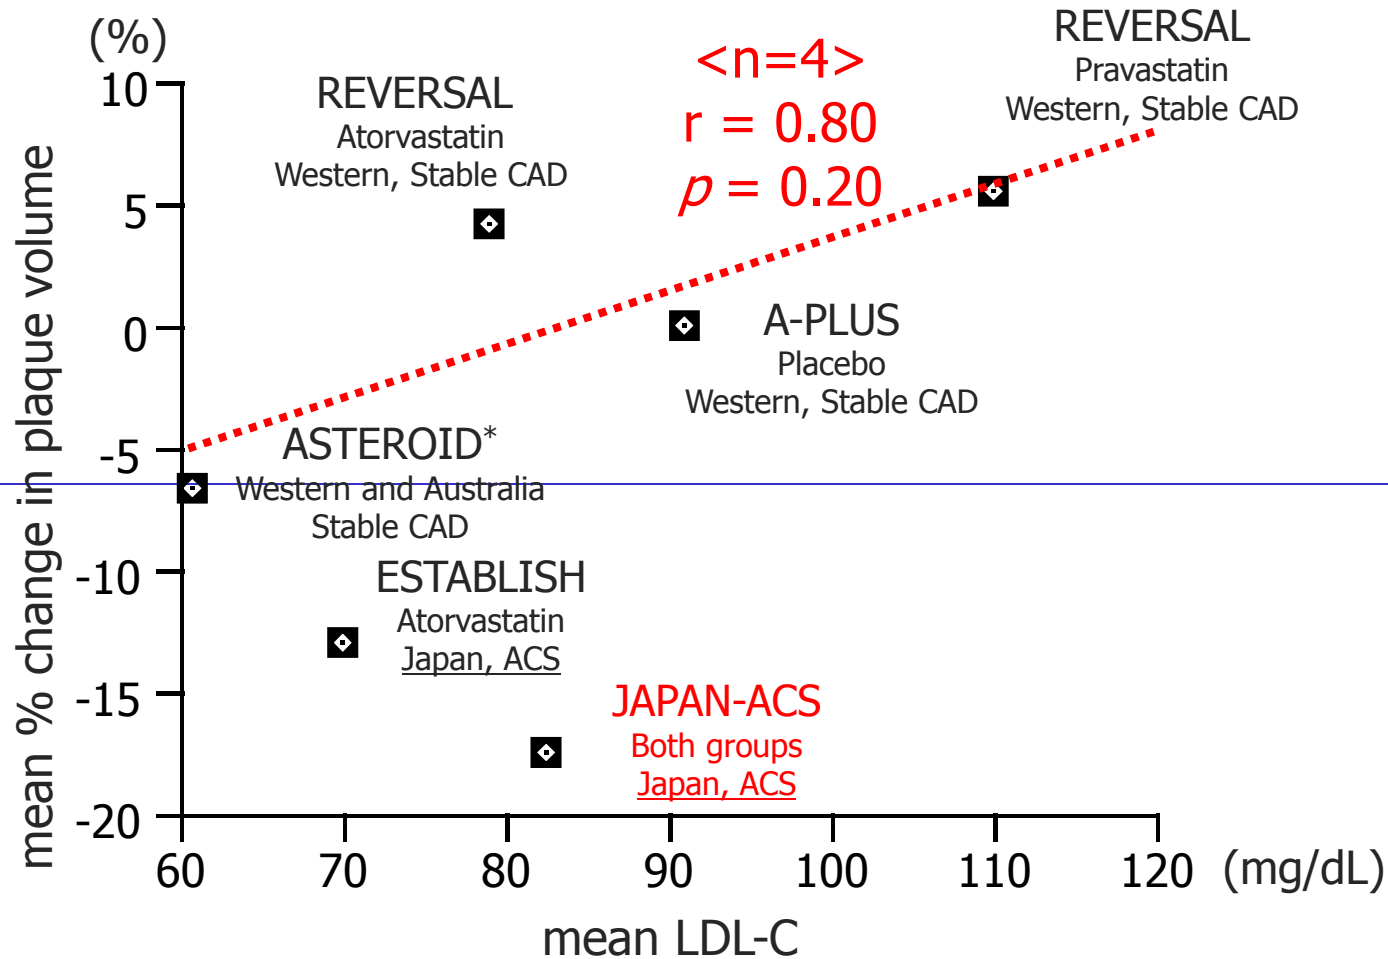 (%)
10
5
0
-5
-10
-15
-20
mean % change in plaque volume
REVERSAL
Atorvastatin
Western, Stable CAD
<n=4>
r = 0.80
p = 0.20
REVERSAL
Pravastatin
Western, Stable CAD
A-PLUS
Placebo
Western, Stable CAD
ASTEROID*
Western and Australia
Stable CAD
ESTABLISH
Atorvastatin
Japan, ACS
JAPAN-ACS
Both groups
Japan, ACS
60 70 80 90 100 110 120 (mg/dL)
mean LDL-C